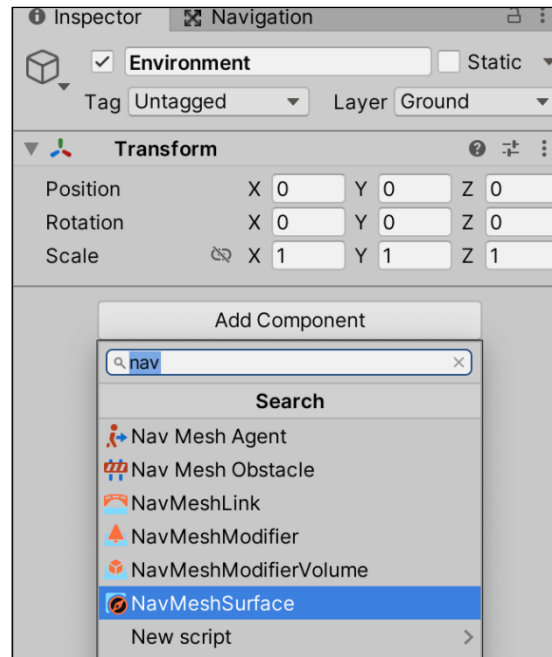 Inspector Navigation
Environment Static
Tag Untagged Layer Ground
Transform
Position X 0 Y 0 Z 0
Rotation X 0 Y 0 Z 0
Scale X 1 Y 1 Z 1
Add Component
nav
Search
Nav Mesh Agent
Nav Mesh Obstacle
NavMeshLink
NavMeshModifier
NavMeshModifierVolume
NavMeshSurface
New script